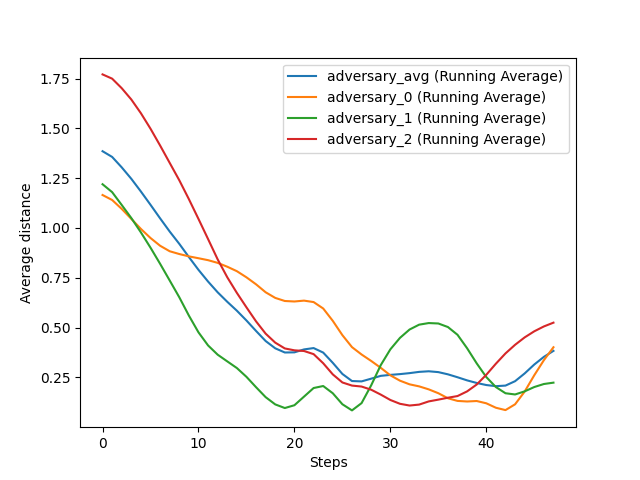 adversary_avg (Running Average)
adversary_0 (Running Average)
adversary_1 (Running Average)
adversary_2 (Running Average)
1.75
1.50
1.25
1.00
0.75
0.50
0.25
Average distance
0 10 20 30 40
Steps